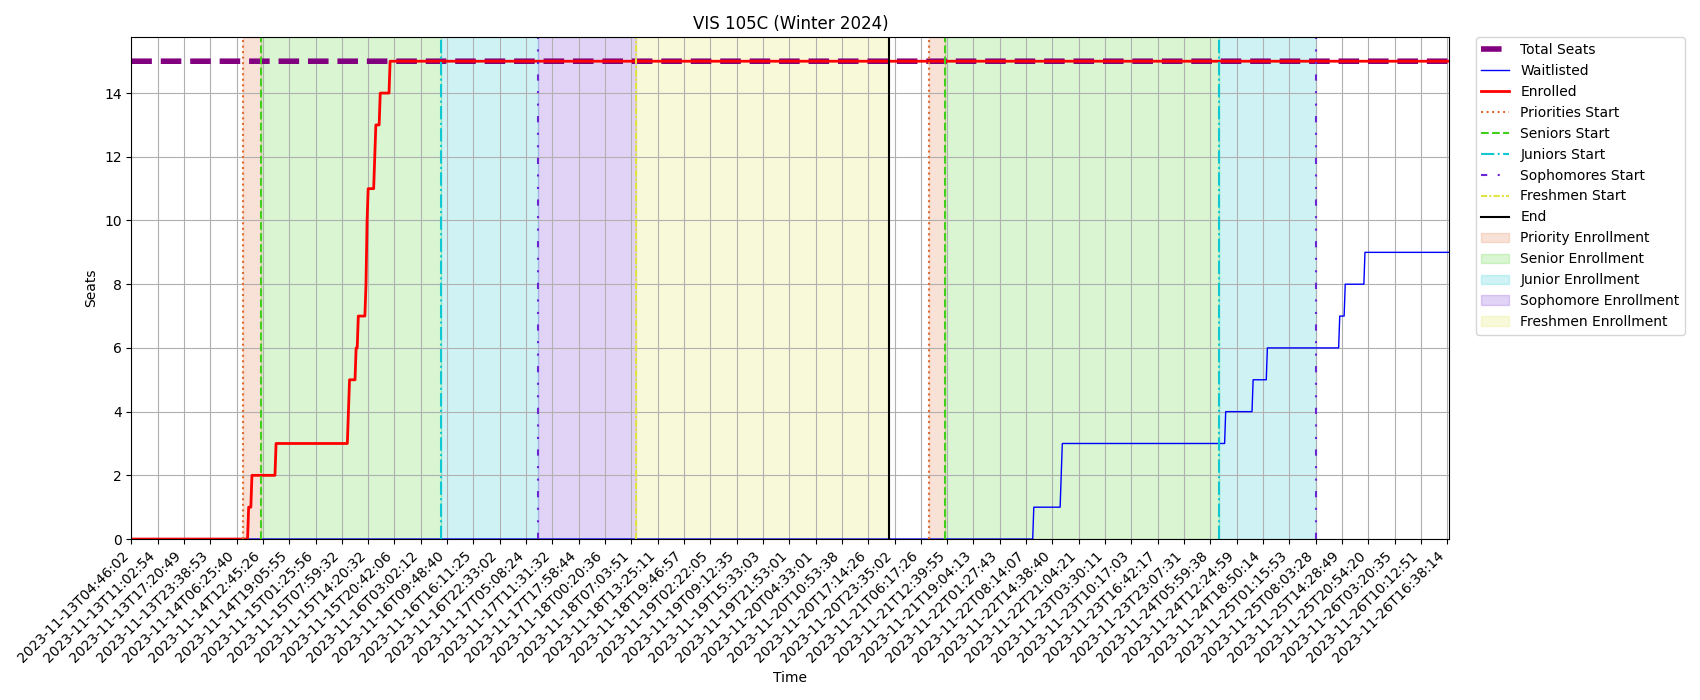 VIS 105C (Winter 2024)
Total Seats
Waitlisted
Enrolled
Priorities Start
Seniors Start
Juniors Start
Sophomores Start
Freshmen Start
End
Priority Enrollment
Senior Enrollment
Junior Enrollment
Sophomore Enrollment
Freshmen Enrollment
Seats
14
12
10
8
6
4
2
0
2023-11-13T04:46:02
2023-11-13T11:02:54
2023-11-13T17:20:49
2023-11-13T23:38:53
2023-11-14T06:25:40
2023-11-14T12:45:26
2023-11-14T19:05:55
2023-11-15T01:25:56
2023-11-15T07:59:32
2023-11-15T14:20:32
2023-11-15T20:42:06
2023-11-16T03:02:12
2023-11-16T09:48:40
2023-11-16T16:11:25
2023-11-16T22:33:02
2023-11-17T05:08:24
2023-11-17T11:31:32
2023-11-17T17:58:44
2023-11-18T00:20:36
2023-11-18T07:03:51
2023-11-18T13:25:11
2023-11-18T19:46:57
2023-11-19T02:22:05
2023-11-19T09:12:35
2023-11-19T15:33:03
2023-11-19T21:53:01
2023-11-20T04:33:01
2023-11-20T10:53:38
2023-11-20T17:14:26
2023-11-20T23:35:02
2023-11-21T06:17:26
2023-11-21T12:39:55
2023-11-21T19:04:13
2023-11-22T01:27:43
2023-11-22T08:14:07
2023-11-22T14:38:40
2023-11-22T21:04:21
2023-11-23T03:30:11
2023-11-23T10:17:03
2023-11-23T16:42:17
2023-11-23T23:07:31
2023-11-24T05:59:38
2023-11-24T12:24:59
2023-11-24T18:50:14
2023-11-25T01:15:53
2023-11-25T08:03:28
2023-11-25T14:28:49
2023-11-25T20:54:20
2023-11-26T03:20:35
2023-11-26T10:12:51
2023-11-26T16:38:14
Time